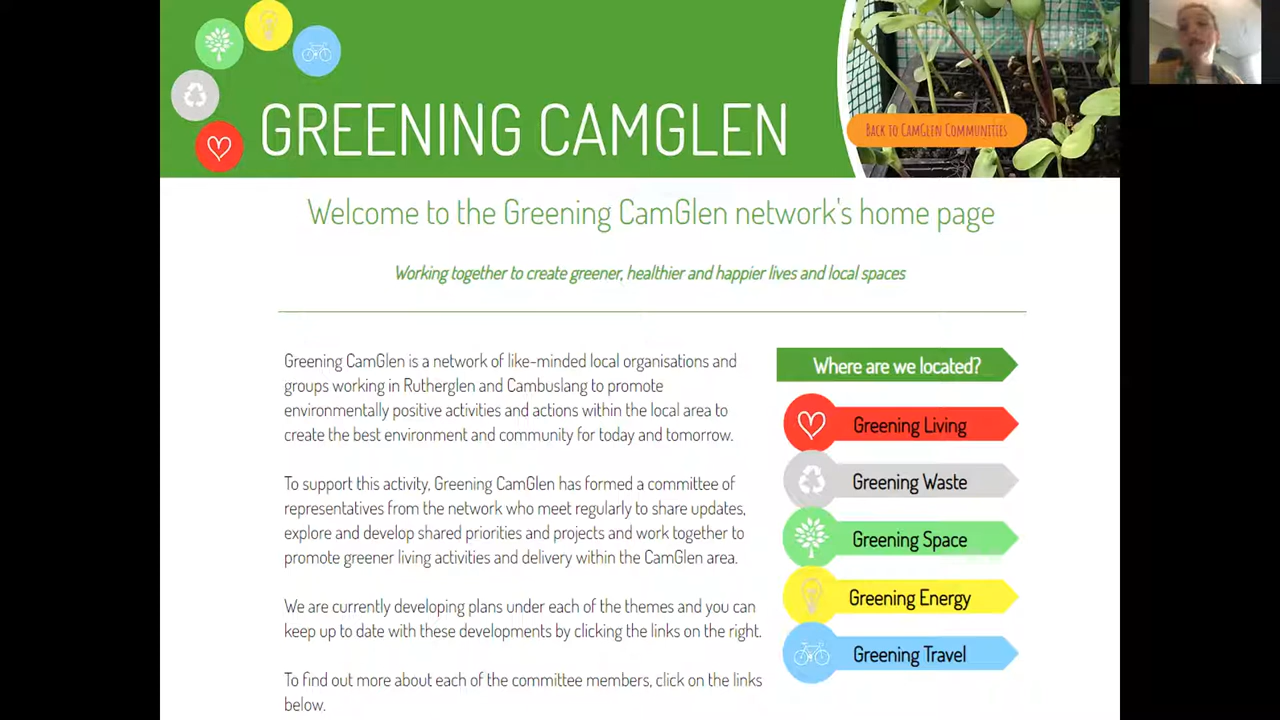 GREENING CAMGLEN
Back to CamGlen Communities
Welcome to the Greening CamGlen network's home page
Working together to create greener, healthier and happier lives and local spaces
Greening CamGlen is a network of like-minded local organisations and
groups working in Rutherglen and Cambuslang to promote
environmentally positive activities and actions within the local area to
create the best environment and community for today and tomorrow.
To support this activity, Greening CamGlen has formed a committee of
representatives from the network who meet regularly to share updates,
explore and develop shared priorities and projects and work together to
promote greener living activities and delivery within the CamGlen area.
We are currently developing plans under each of the themes and you can
keep up to date with these developments by clicking the links on the right.
To find out more about each of the committee members, click on the links
below.
Where are we located?
Greening Living
Greening Waste
Greening Space
Greening Energy
Greening Travel